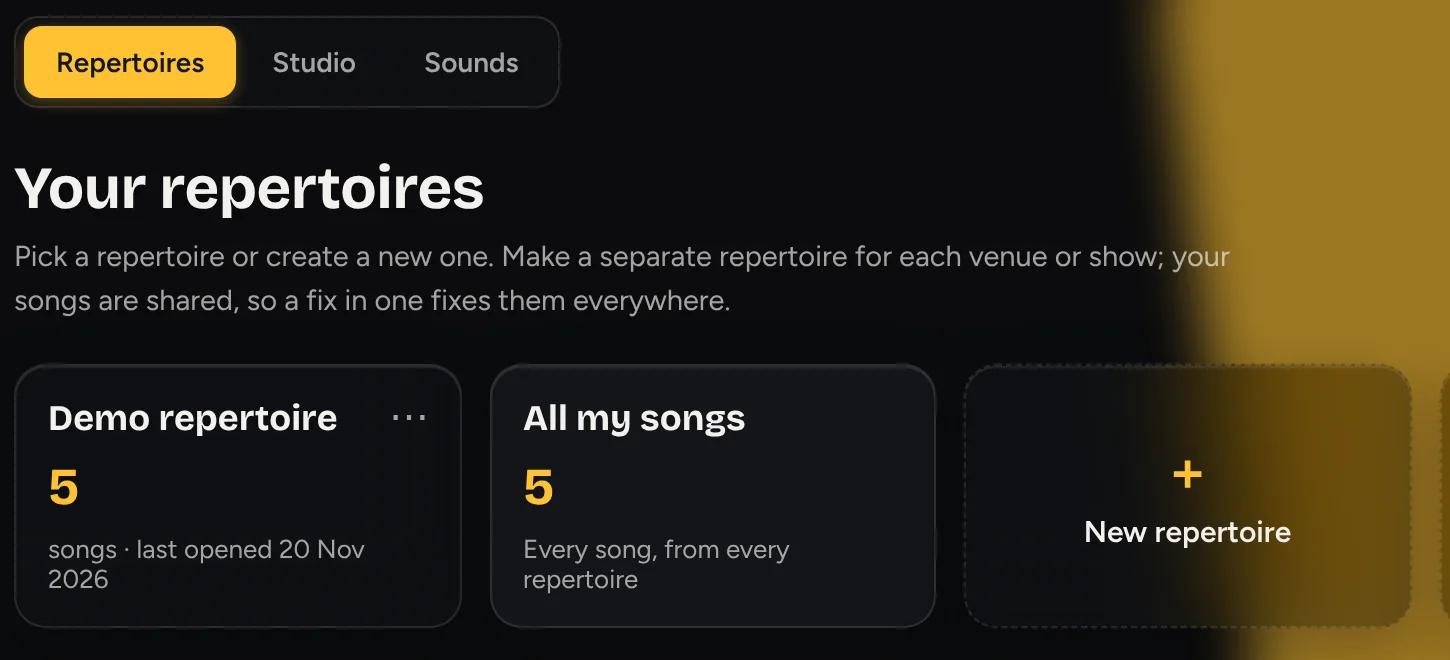 Repertoires Studio Sounds
Your repertoires
Pick a repertoire or create a new one. Make a separate repertoire for each venue or show; your
songs are shared, so a fix in one fixes them everywhere.
Demo repertoire ...
5
songs · last opened 20 Nov
2026
All my songs
5
Every song, from every
repertoire
+
New repertoire